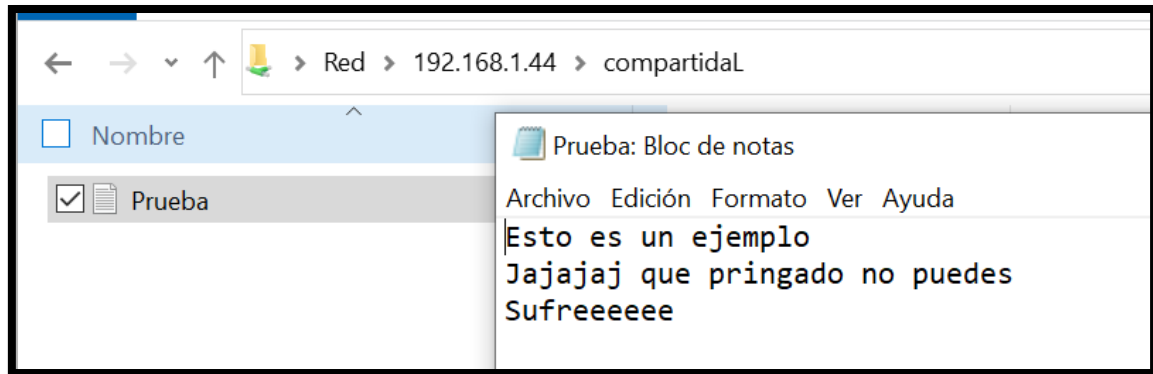 Red > 192.168.1.44 > compartidaL
Nombre
Prueba
Prueba: Bloc de notas
Archivo Edición Formato Ver Ayuda
Esto es un ejemplo
Jajajaj que pringado no puedes
Sufreeeeee